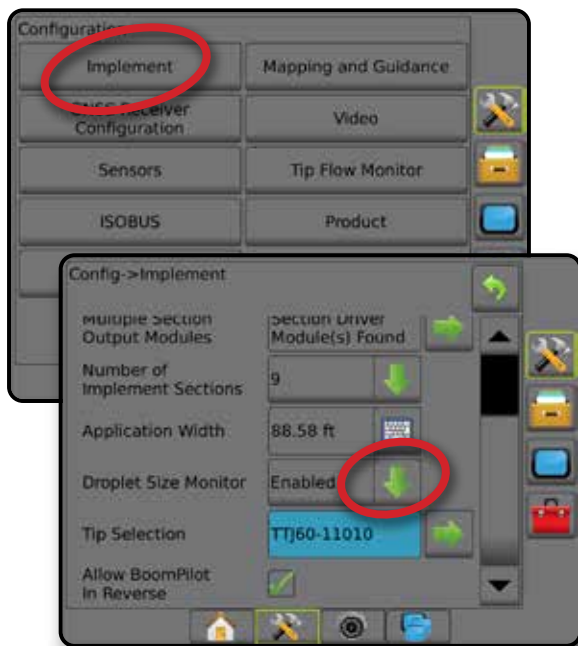 Configuration
Implement
Mapping and Guidance
GNSS Receiver
Configuration
Video
Sensors
Tip Flow Monitor
ISOBUS
Product
Config->Implement
Multiple Section
Output Modules
Section Driver
Module(s) Found
Number of
Implement Sections
9
Application Width
88.58 ft
Droplet Size Monitor
Enabled
Tip Selection
TTJ60-11010
Allow BoomPilot
In Reverse